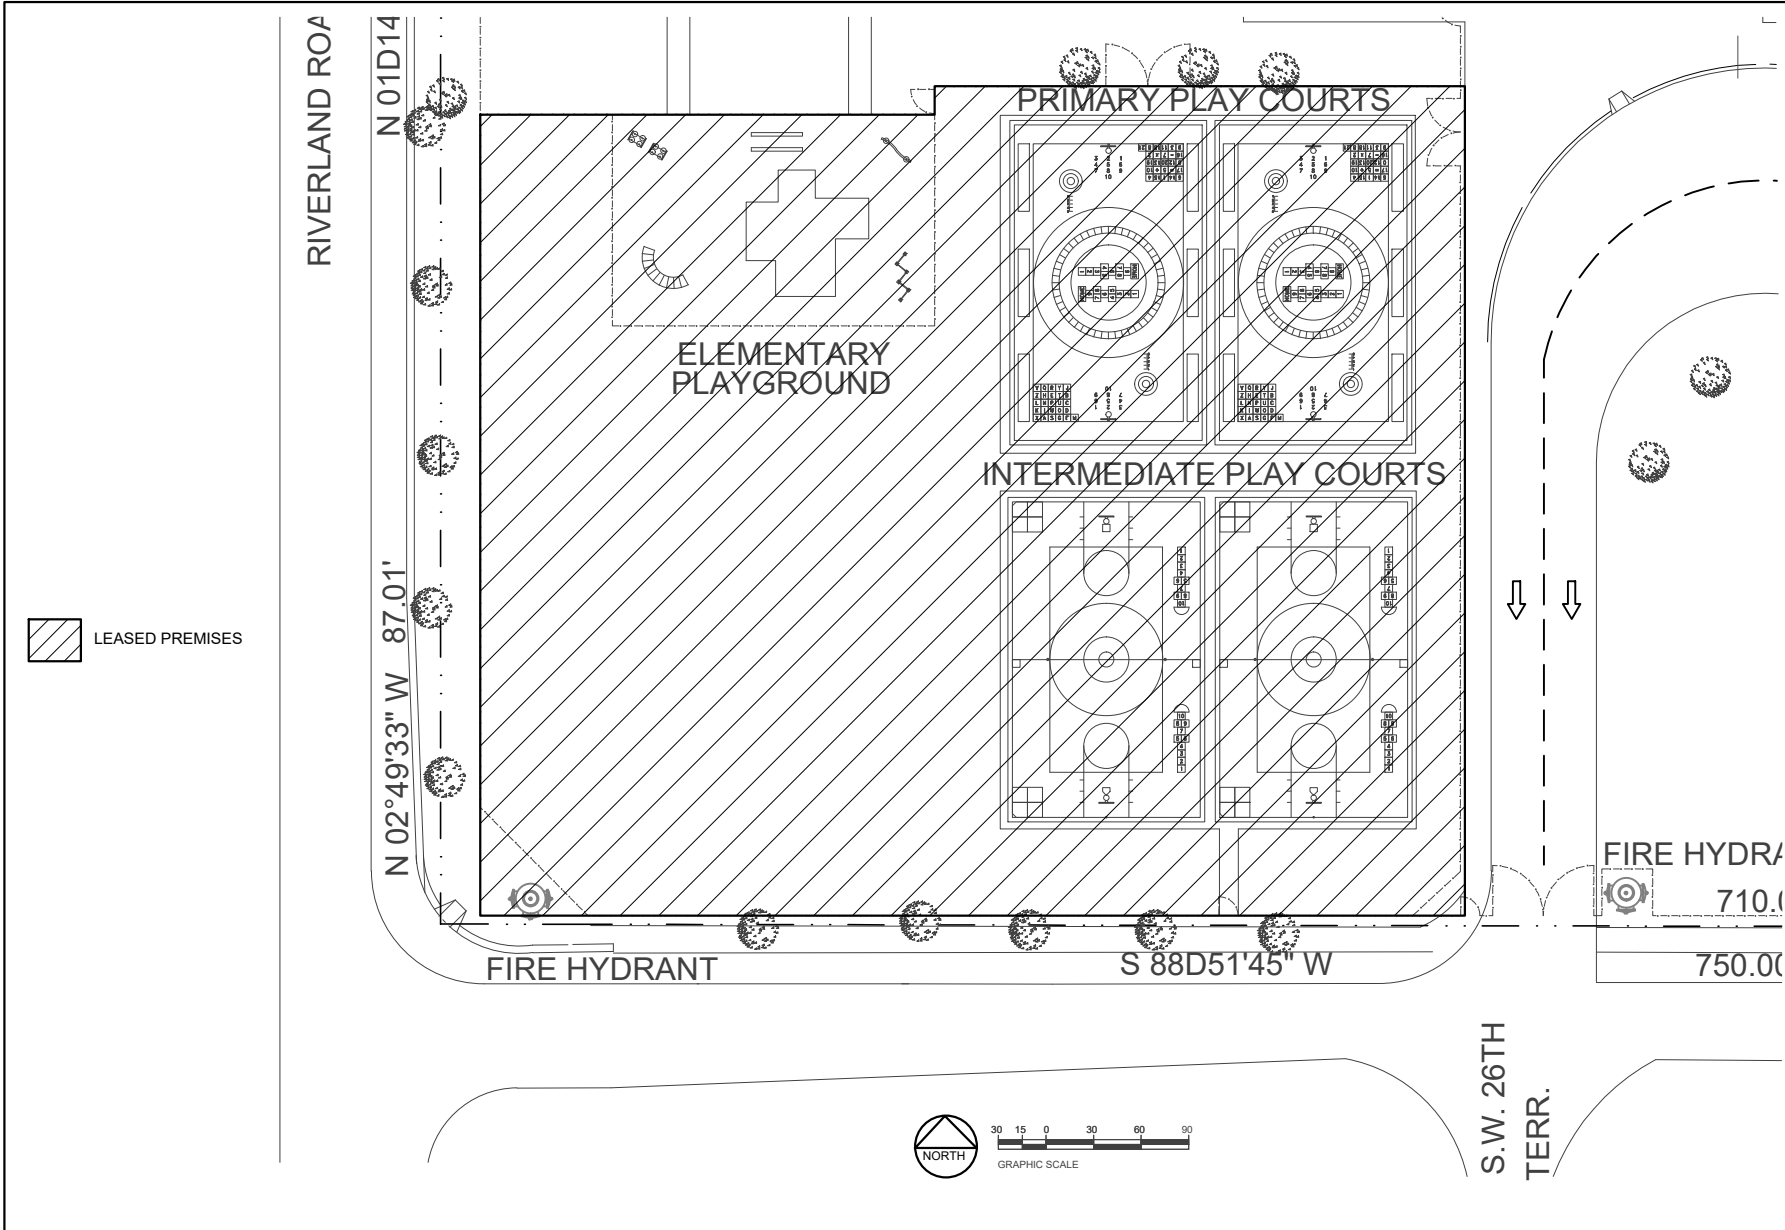 RIVERLAND ROA
N 01D14
PRIMARY PLAY COURTS
ELEMENTARY
PLAYGROUND
INTERMEDIATE PLAY COURTS
N 02°49'33" W 87.01'
LEASED PREMISES
FIRE HYDRA
710.0
FIRE HYDRANT
S 88D51'45" W
750.00
S.W. 26TH
TERR.
NORTH
30 15 0 30 60 90
GRAPHIC SCALE